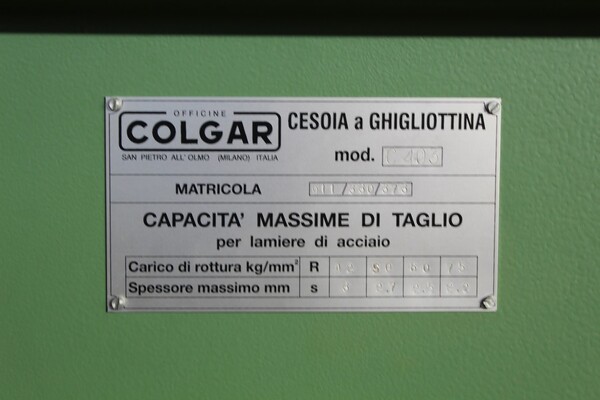 OFFICINE
COLGAR
SAN PIETRO ALL'OLMO (MILANO) ITALIA
CESOIA a GHIGLIOTTINA
mod.
MATRICOLA
CAPACITA' MASSIME DI TAGLIO
per lamiere di acciaio
Carico di rottura kg/mm² R 50
Spessore massimo mm s